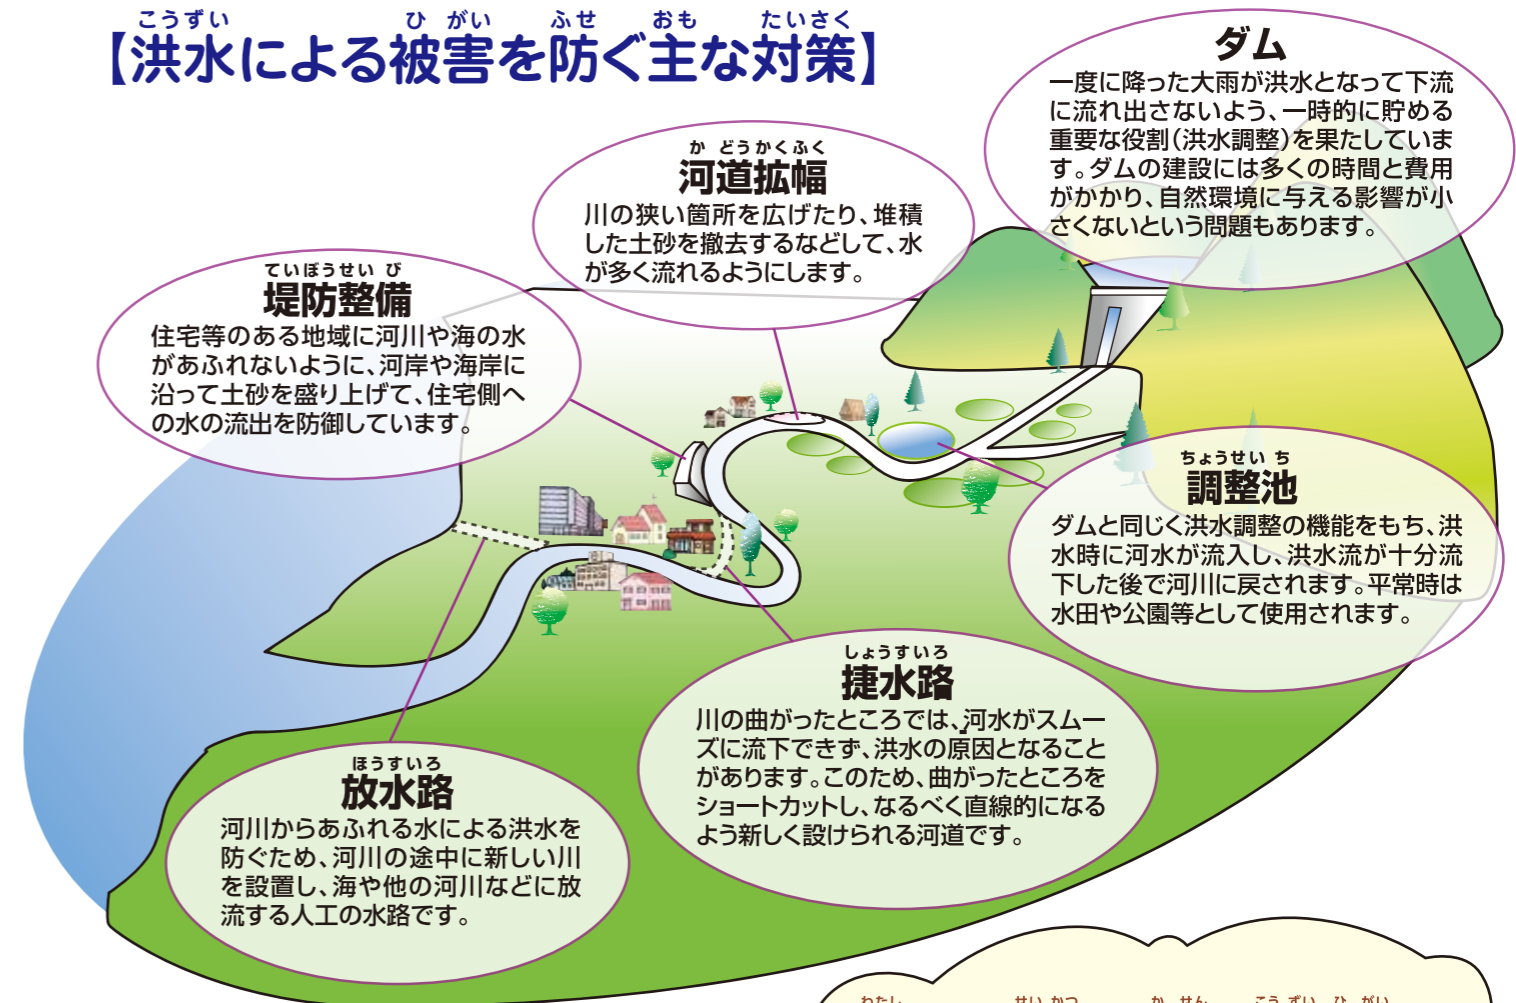 こうずい ひ がい ふせ おも たいさく
【洪水による被害を防ぐ主な対策】
ダム
一度に降った大雨が洪水となって下流
に流れ出さないよう、一時的に貯める
重要な役割（洪水調整）を果たしていま
す。ダムの建設には多くの時間と費用
がかかり、自然環境に与える影響が小
さくないという問題もあります。
か どうかくふく
河道拡幅
川の狭い箇所を広げたり、堆積
した土砂を撤去するなどして、水
が多く流れるようにします。
ていぼうせい び
堤防整備
住宅等のある地域に河川や海の水
があふれないように、河岸や海岸に
沿って土砂を盛り上げて、住宅側へ
の水の流出を防御しています。
ちょうせい ち
調整池
ダムと同じく洪水調整の機能をもち、洪
水時に河水が流入し、洪水流が十分流
下した後で河川に戻されます。平常時は
水田や公園等として使用されます。
しょうすいろ
捷水路
川の曲がったところでは、河水がスムー
ズに流下できず、洪水の原因となること
があります。このため、曲がったところを
ショートカットし、なるべく直線的になる
よう新しく設けられる河道です。
ほうすいろ
放水路
河川からあふれる水による洪水を
防ぐため、河川の途中に新しい川
を設置し、海や他の河川などに放
流する人工の水路です。
わたし せいかつ か せん こうずい ひ がい